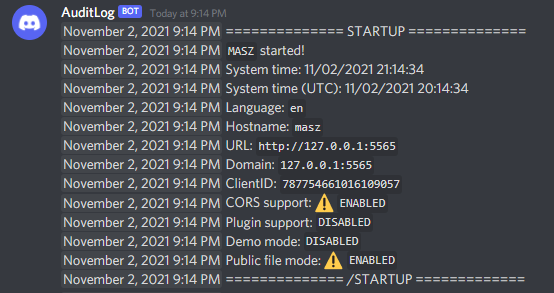 AuditLog BOT Today at 9:14 PM
November 2, 2021 9:14 PM ============== STARTUP ==============
November 2, 2021 9:14 PM MASZ started!
November 2, 2021 9:14 PM System time: 11/02/2021 21:14:34
November 2, 2021 9:14 PM System time (UTC): 11/02/2021 20:14:34
November 2, 2021 9:14 PM Language: en
November 2, 2021 9:14 PM Hostname: masz
November 2, 2021 9:14 PM URL: http://127.0.0.1:5565
November 2, 2021 9:14 PM Domain: 127.0.0.1:5565
November 2, 2021 9:14 PM ClientID: 787754661016109057
November 2, 2021 9:14 PM CORS support: ⚠ ENABLED
November 2, 2021 9:14 PM Plugin support: DISABLED
November 2, 2021 9:14 PM Demo mode: DISABLED
November 2, 2021 9:14 PM Public file mode: ⚠ ENABLED
November 2, 2021 9:14 PM ============== /STARTUP =============